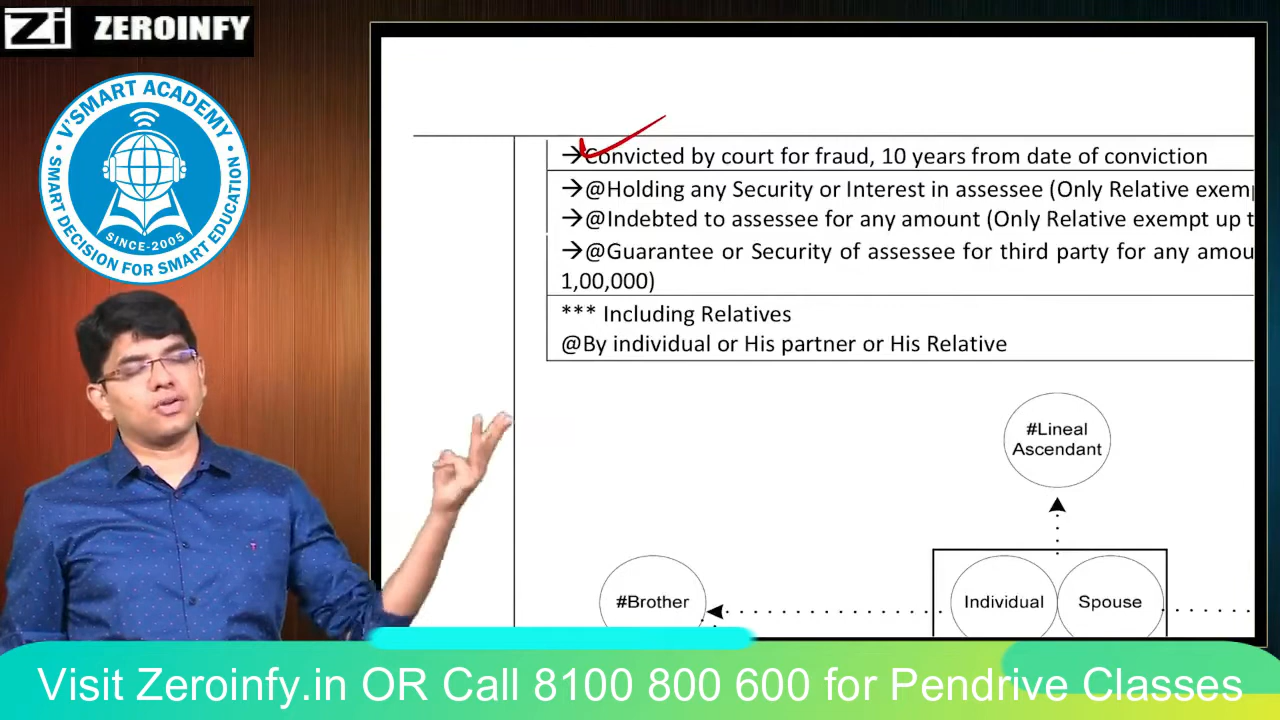 Zi ZEROINFY
V'SMART ACADEMY
SINCE-2005
SMART DECISION FOR SMART EDUCATION
→Convicted by court for fraud, 10 years from date of conviction
→@Holding any Security or Interest in assessee (Only Relative exem
→@Indebted to assessee for any amount (Only Relative exempt up t
→@Guarantee or Security of assessee for third party for any amou
1,00,000)
*** Including Relatives
@By individual or His partner or His Relative
#Lineal
Ascendant
#Brother
Individual
Spouse
Visit Zeroinfy.in OR Call 8100 800 600 for Pendrive Classes